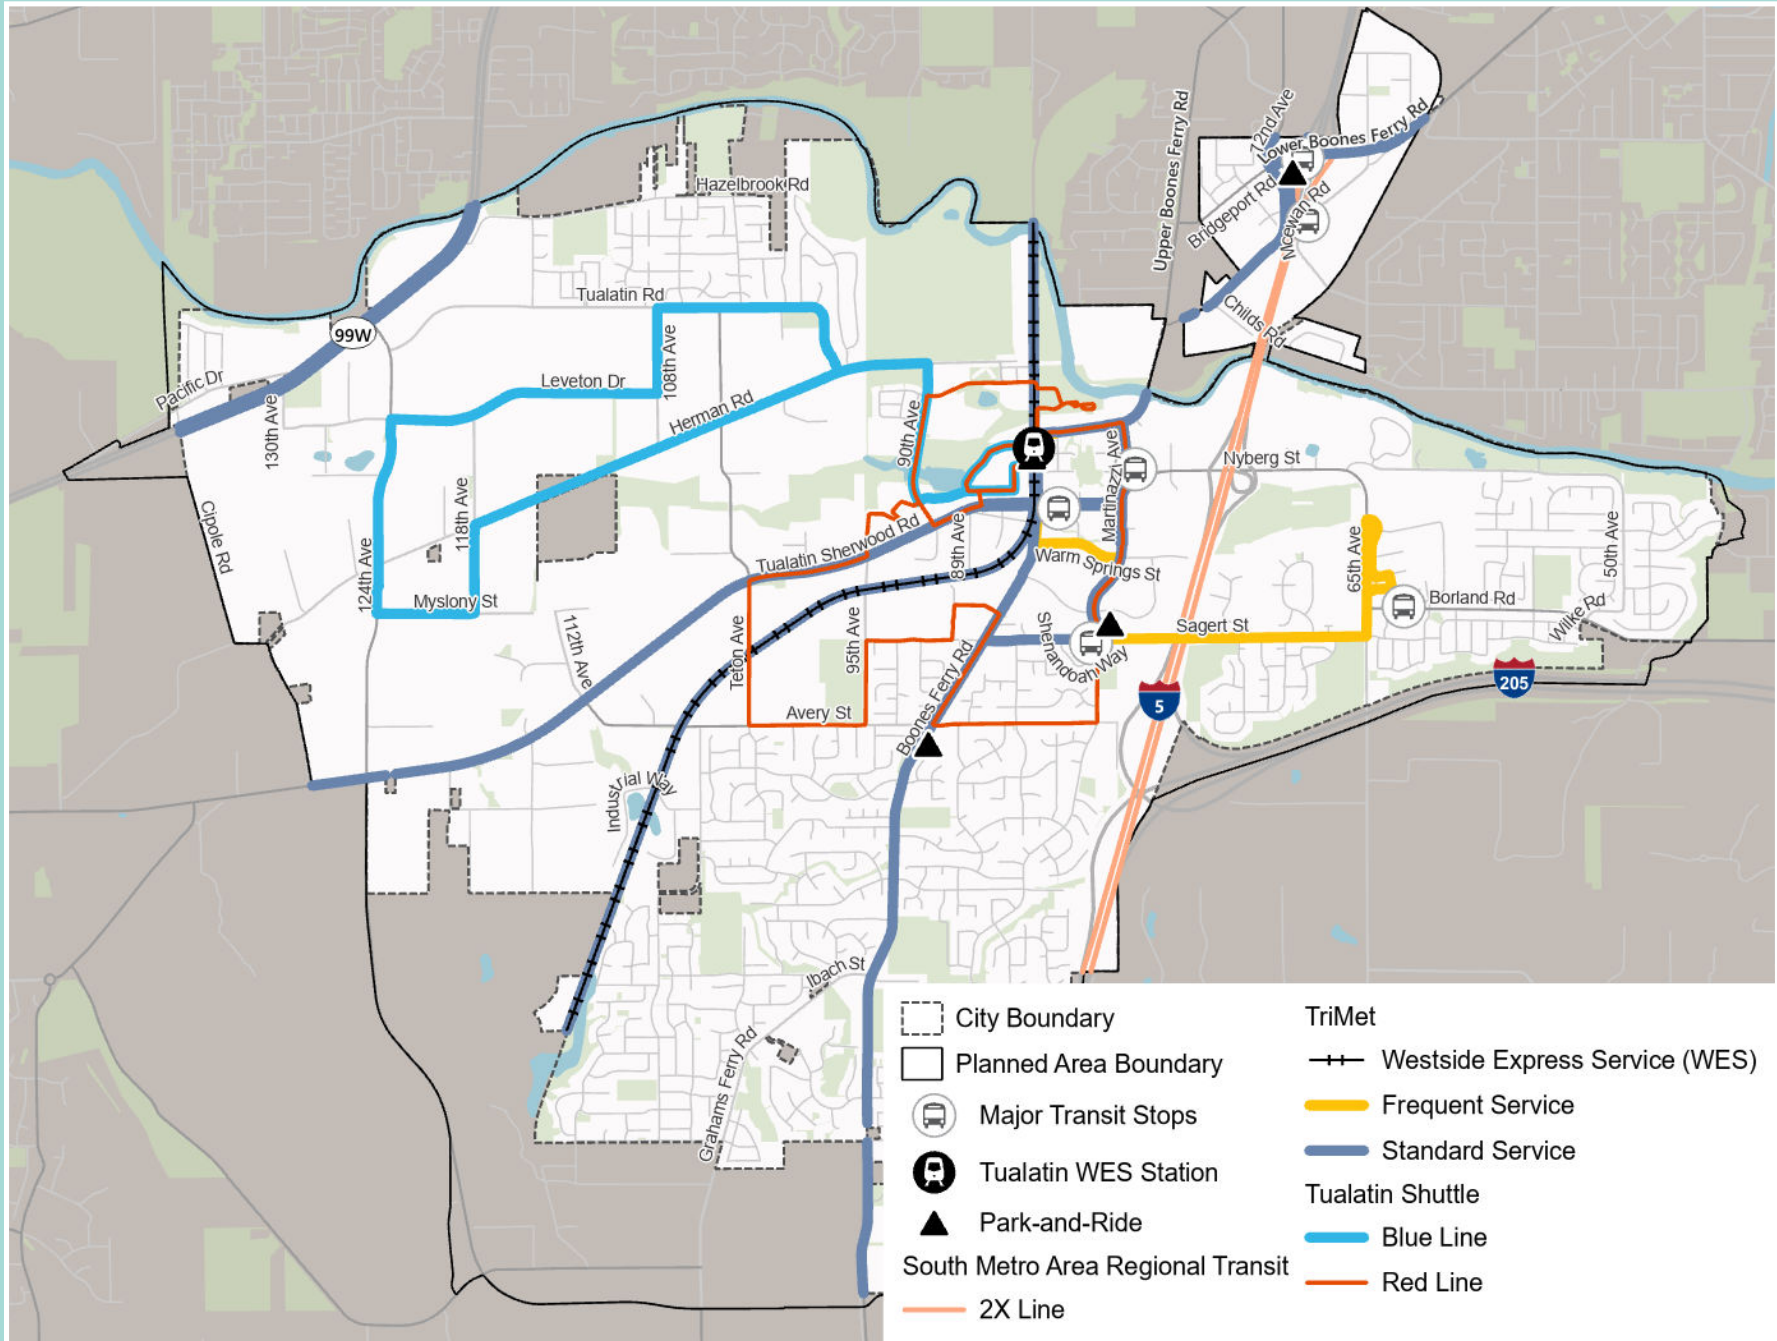 72nd Ave
Lower Boones Ferry Rd
Upper Boones Ferry Rd
Bridgeport Rd
Mcewan Rd
Hazelbrook Rd
Childs Rd
Tualatin Rd
99W
108th Ave
Pacific Dr
Leveton Dr
Herman Rd
130th Ave
90th Ave
Martinazzi Ave
Nyberg St
118th Ave
Cipole Rd
124th Ave
Tualatin Sherwood Rd
89th Ave
Warm Springs St
65th Ave
50th Ave
Myslony St
Borland Rd
Wilke Rd
112th Ave
Teton Ave
95th Ave
Sagert St
Shenandoah Way
Boones Ferry Rd
205
5
Avery St
Industrial Way
Ibach St
Grahams Ferry Rd
City Boundary
Planned Area Boundary
Major Transit Stops
Tualatin WES Station
Park-and-Ride
South Metro Area Regional Transit
2X Line
TriMet
Westside Express Service (WES)
Frequent Service
Standard Service
Tualatin Shuttle
Blue Line
Red Line